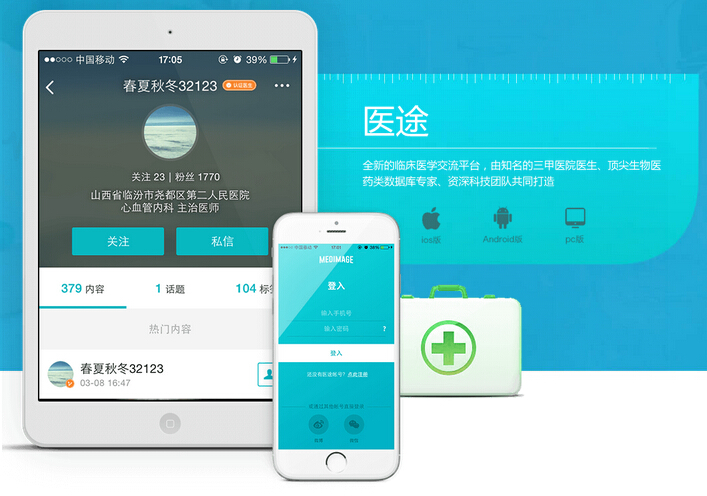 中国移动 17:05 39%
春夏秋冬32123 认证医生
关注 23 | 粉丝 1770
山西省临汾市尧都区第二人民医院
心血管内科 主治医师
关注 私信
379 内容 1 话题 104 标签
热门内容
春夏秋冬32123
03-08 16:47
中国移动 17:01 38%
MEDIMAGE
登入
输入手机号
输入密码 ?
登入
还没有医途帐号? 点此注册
微信
医途
全新的临床医学交流平台，由知名的三甲医院医生、顶尖生物医
药类数据库专家、资深科技团队共同打造
ios版 Android版 pc版